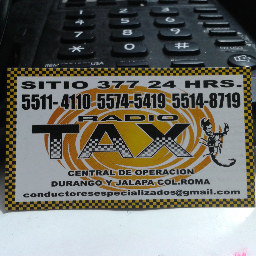 SITIO 377 24 HRS.
5511-4110 5574-5419 5514-8719
RADIO
TAXI
CENTRAL DE OPERACION
DURANGO Y JALAPA COL.ROMA
conductoresespecializados@gmail.com